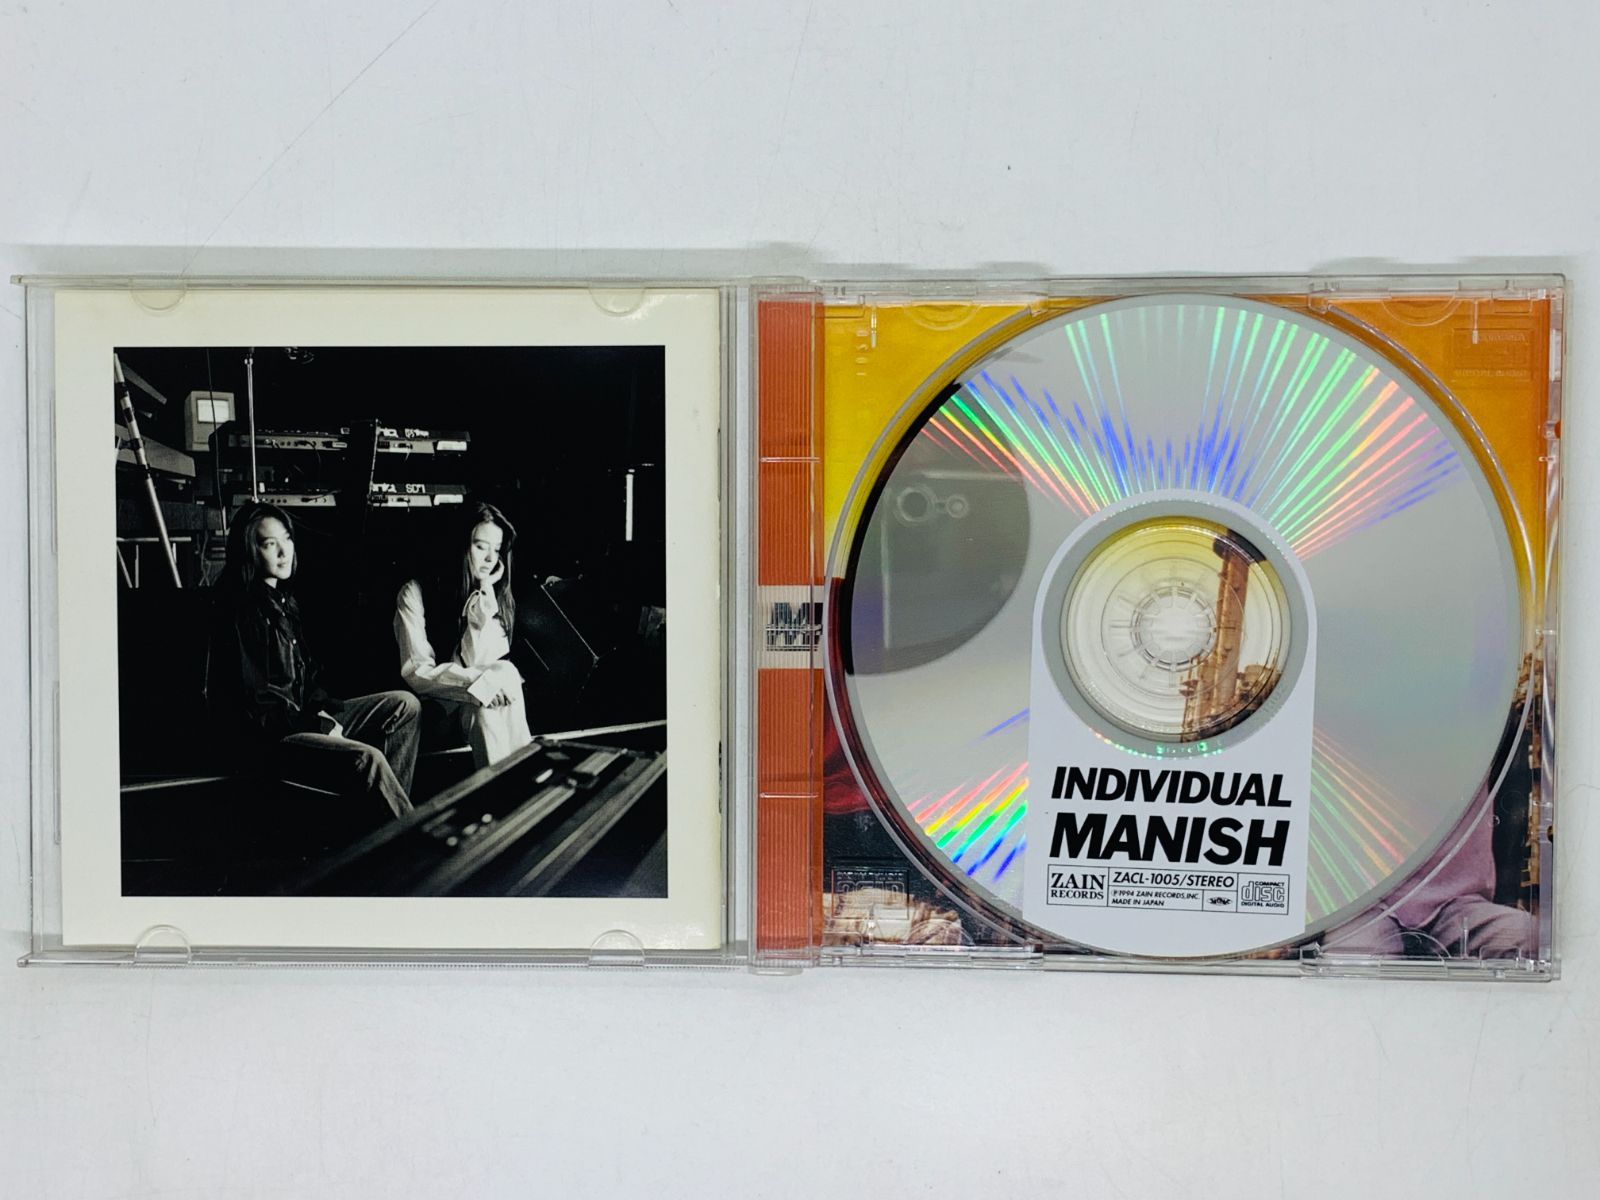 INDIVIDUAL
MANISH
ZAIN
RECORDS
ZACL-1005/STEREO
℗1994 ZAIN RECORDS,INC.
MADE IN JAPAN
COMPACT
disc
DIGITAL AUDIO
M